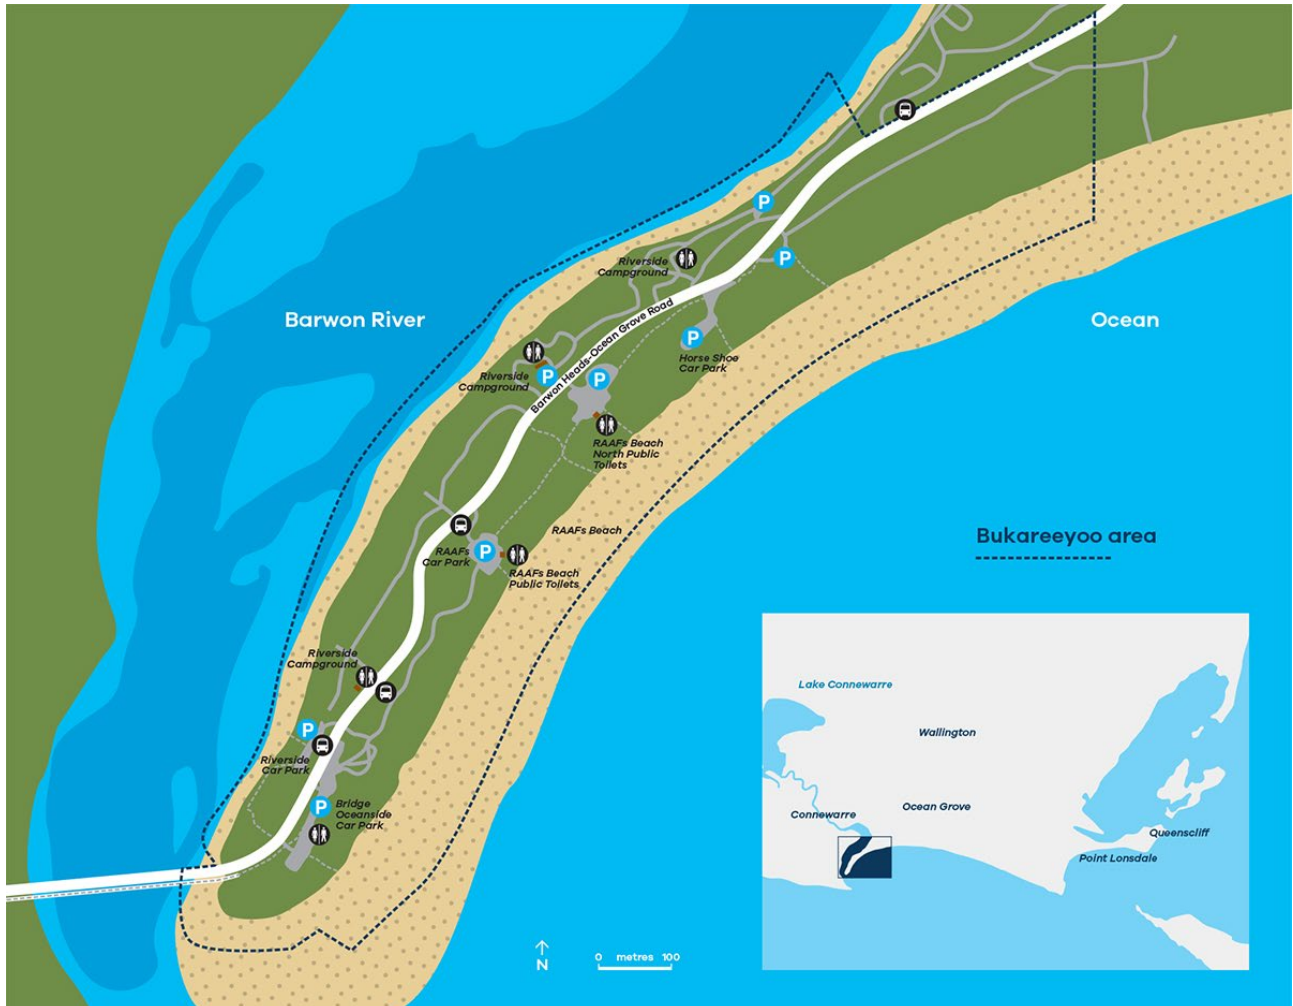 P
Riverside
Campground
P
Barwon River
Ocean
Barwon Heads-Ocean Grove Road
P
Horse Shoe
Car Park
Riverside
Campground
P
P
RAAFs Beach
North Public
Toilets
RAAFs Beach
RAAFs
Car Park
P
RAAFs Beach
Public Toilets
Bukareeyoo area
Riverside
Campground
P
Riverside
Car Park
P
Bridge
Oceanside
Car Park
Lake Connewarre
Wallington
Connewarre
Ocean Grove
Queenscliff
Point Lonsdale
N
0 metres 100